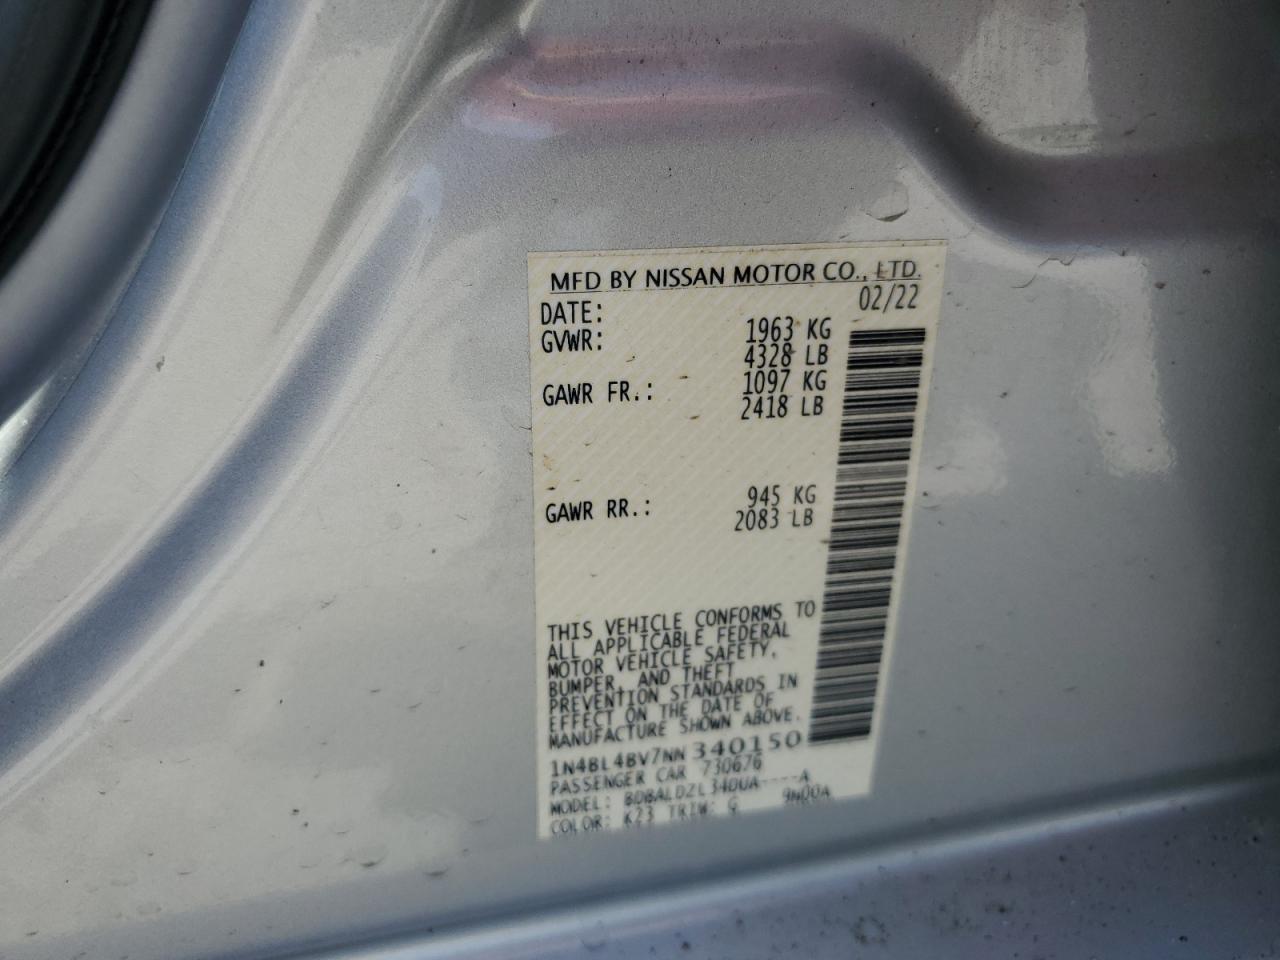 MFD BY NISSAN MOTOR CO., LTD.
DATE: 02/22
GVWR: 1963 KG
4328 LB
GAWR FR.: 1097 KG
2418 LB
GAWR RR.: 945 KG
2083 LB
THIS VEHICLE CONFORMS TO
ALL APPLICABLE FEDERAL
MOTOR VEHICLE SAFETY,
BUMPER, AND THEFT
PREVENTION STANDARDS IN
EFFECT ON THE DATE OF
MANUFACTURE SHOWN ABOVE.
1N4BL4BV7NN340150
PASSENGER CAR 730676
MODEL: BDBALDZL34DUA----A
COLOR: K23 TRIM: G 9N00A